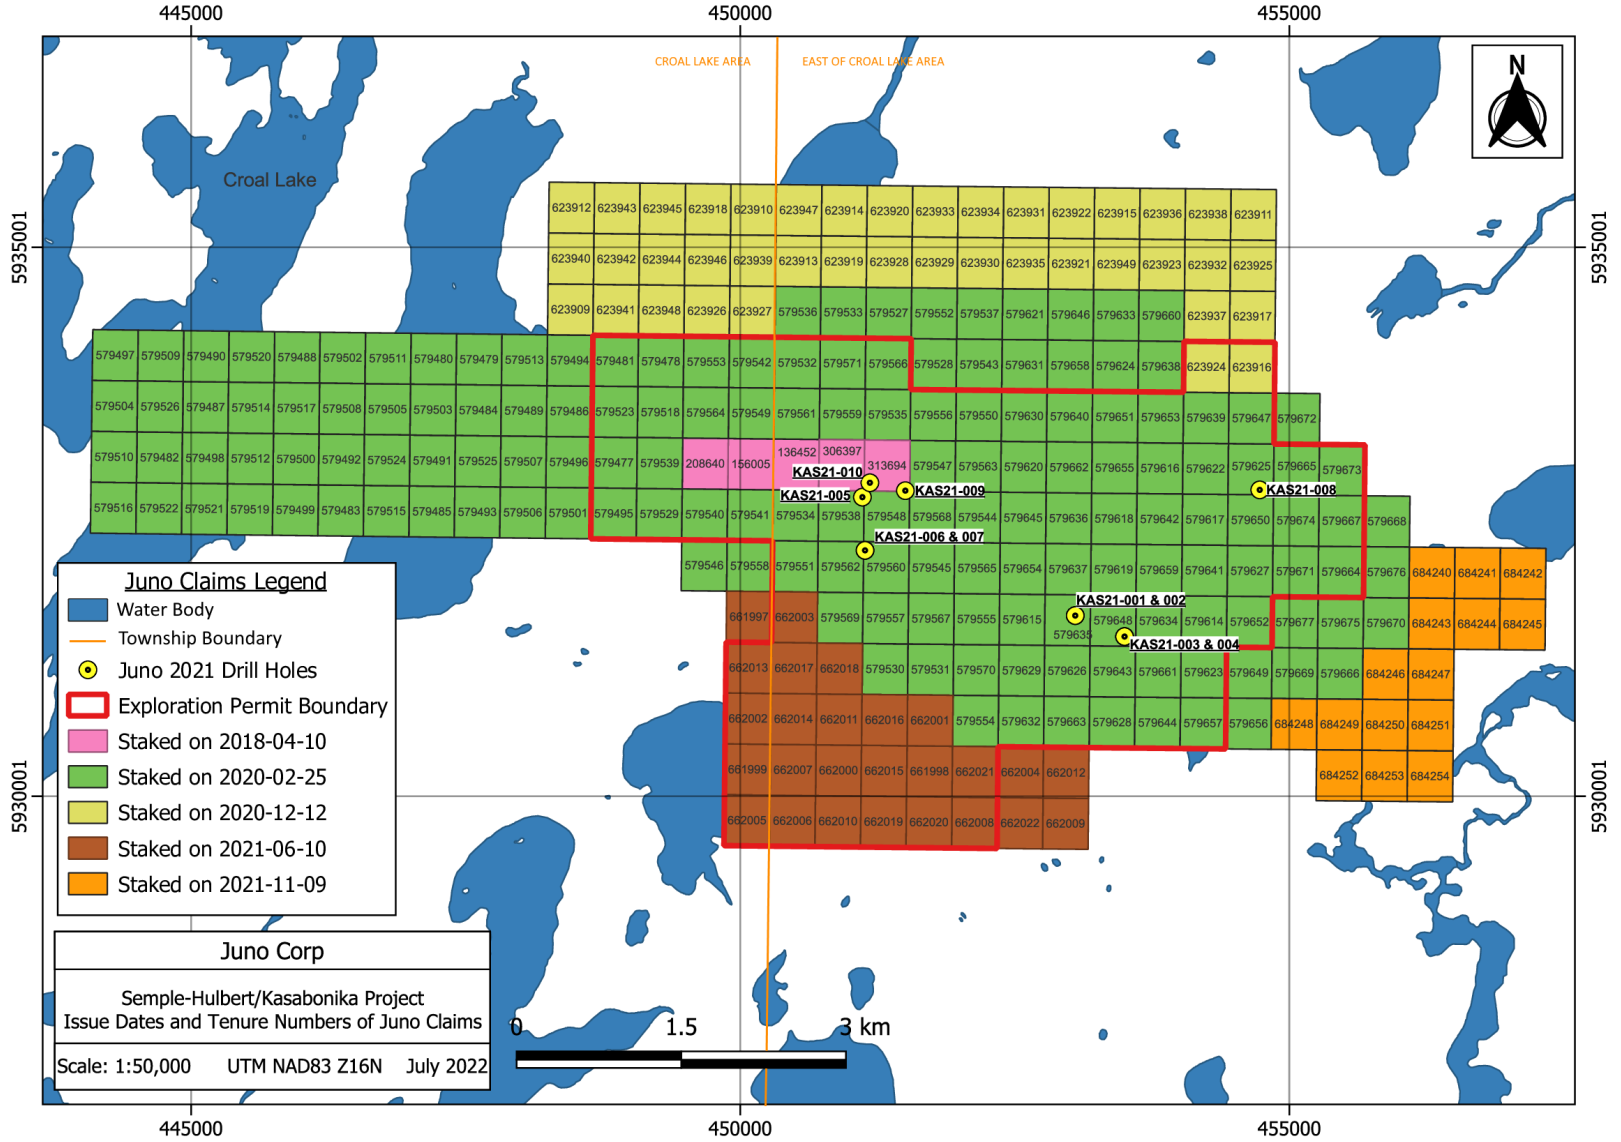 445000 450000 455000
CROAL LAKE AREA EAST OF CROAL LAKE AREA
N
Croal Lake
5935001 5935001
623912 623943 623945 623918 623910 623947 623914 623920 623933 623934 623931 623922 623915 623936 623938 623911
623940 623942 623944 623946 623939 623913 623919 623928 623929 623930 623935 623921 623949 623923 623932 623925
623909 623941 623948 623926 623927 579536 579533 579527 579552 579537 579621 579646 579633 579660 623937 623917
579497 579509 579490 579520 579488 579502 579511 579480 579479 579513 579494 579481 579478 579553 579542 579532 579571 579566 579528 579543 579631 579658 579624 579638 623924 623916
579504 579526 579487 579514 579517 579508 579505 579503 579484 579489 579486 579523 579518 579564 579549 579561 579559 579535 579556 579550 579630 579640 579651 579653 579639 579647 579672
579510 579482 579498 579512 579500 579492 579524 579491 579525 579507 579496 579477 579539 208640 156005 136452 306397 313694 579547 579563 579620 579662 579655 579616 579622 579625 579665 579673
KAS21-010
KAS21-005 KAS21-009 KAS21-008
579516 579522 579521 579519 579499 579483 579515 579485 579493 579506 579501 579495 579529 579540 579541 579534 579538 579548 579568 579544 579645 579636 579618 579642 579617 579650 579674 579667 579668
KAS21-006 & 007
579546 579558 579551 579562 579560 579545 579565 579654 579637 579619 579659 579641 579627 579671 579664 579676 684240 684241 684242
KAS21-001 & 002
661997 662003 579569 579557 579567 579555 579615 579635 579648 579634 579614 579652 579677 579675 579670 684243 684244 684245
KAS21-003 & 004
662013 662017 662018 579530 579531 579570 579629 579626 579643 579661 579623 579649 579669 579666 684246 684247
662002 662014 662011 662016 662001 579554 579632 579663 579628 579644 579657 579656 684248 684249 684250 684251
661999 662007 662000 662015 661998 662021 662004 662012 684252 684253 684254
5930001 5930001
662005 662006 662010 662019 662020 662008 662022 662009
Juno Claims Legend
Water Body
Township Boundary
Juno 2021 Drill Holes
Exploration Permit Boundary
Staked on 2018-04-10
Staked on 2020-02-25
Staked on 2020-12-12
Staked on 2021-06-10
Staked on 2021-11-09
Juno Corp
Semple-Hulbert/Kasabonika Project
Issue Dates and Tenure Numbers of Juno Claims
Scale: 1:50,000 UTM NAD83 Z16N July 2022
0 1.5 3 km
445000 450000 455000